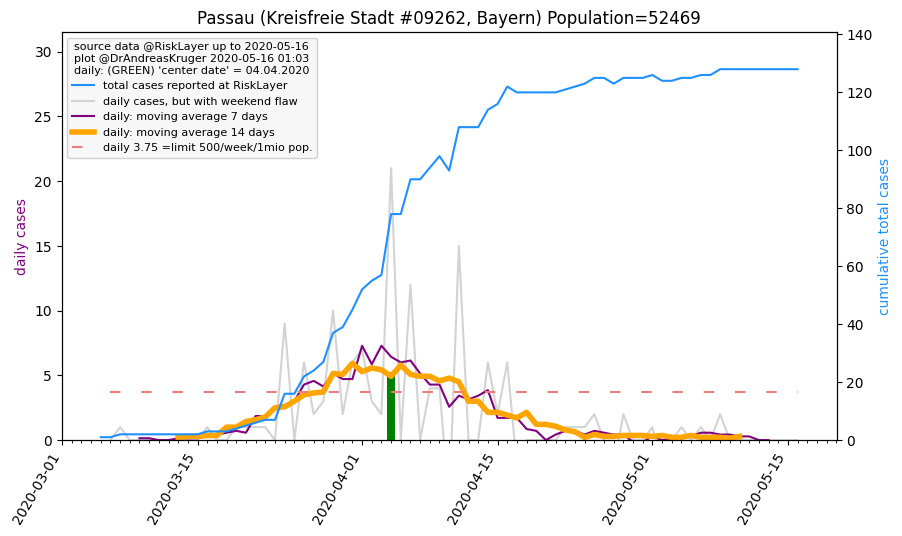 Passau (Kreisfreie Stadt #09262, Bayern) Population=52469
source data @RiskLayer up to 2020-05-16
plot @DrAndreasKruger 2020-05-16 01:03
daily: (GREEN) 'center date' = 04.04.2020
total cases reported at RiskLayer
daily cases, but with weekend flaw
daily: moving average 7 days
daily: moving average 14 days
daily 3.75 =limit 500/week/1mio pop.
daily cases
30
25
20
15
10
5
0
cumulative total cases
140
120
100
80
60
40
20
0
2020-03-01
2020-03-15
2020-04-01
2020-04-15
2020-05-01
2020-05-15